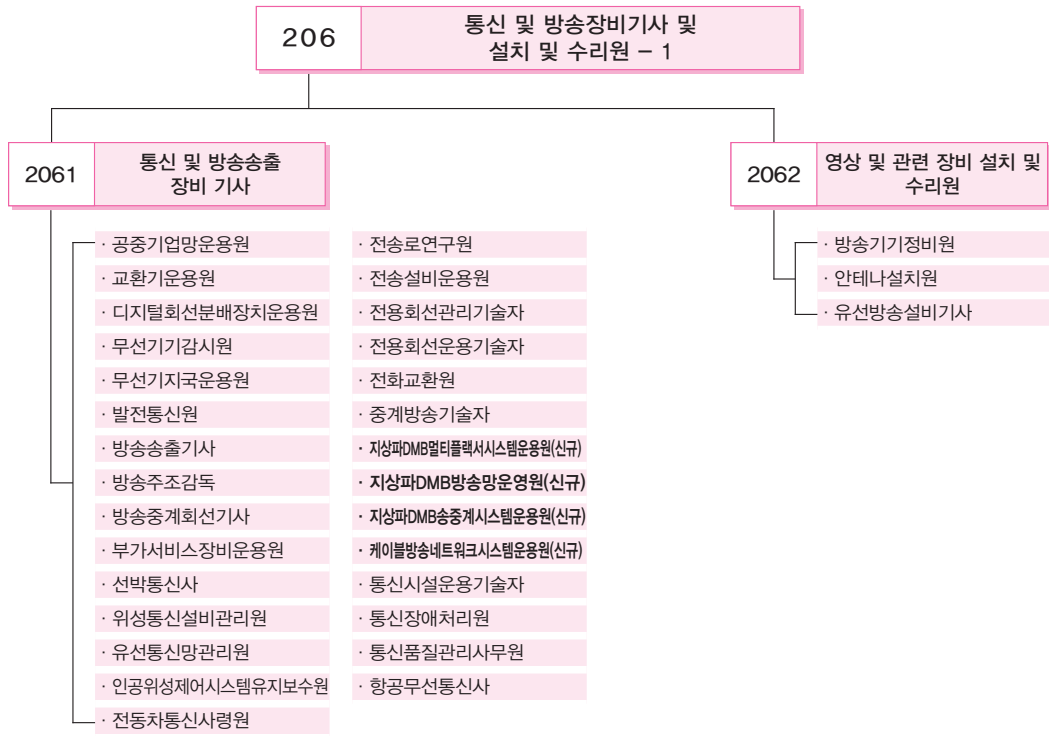 206
통신 및 방송장비기사 및
설치 및 수리원 – 1
2061
통신 및 방송송출
장비 기사
· 공중기업망운용원
· 교환기운용원
· 디지털회선분배장치운용원
· 무선기기감시원
· 무선기지국운용원
· 발전통신원
· 방송송출기사
· 방송주조감독
· 방송중계회선기사
· 부가서비스장비운용원
· 선박통신사
· 위성통신설비관리원
· 유선통신망관리원
· 인공위성제어시스템유지보수원
· 전동차통신사령원
· 전송로연구원
· 전송설비운용원
· 전용회선관리기술자
· 전용회선운용기술자
· 전화교환원
· 중계방송기술자
· 지상파DMB멀티플랙서시스템운용원(신규)
· 지상파DMB방송망운영원(신규)
· 지상파DMB송중계시스템운용원(신규)
· 케이블방송네트워크시스템운용원(신규)
· 통신시설운용기술자
· 통신장애처리원
· 통신품질관리사무원
· 항공무선통신사
2062
영상 및 관련 장비 설치 및
수리원
· 방송기기정비원
· 안테나설치원
· 유선방송설비기사